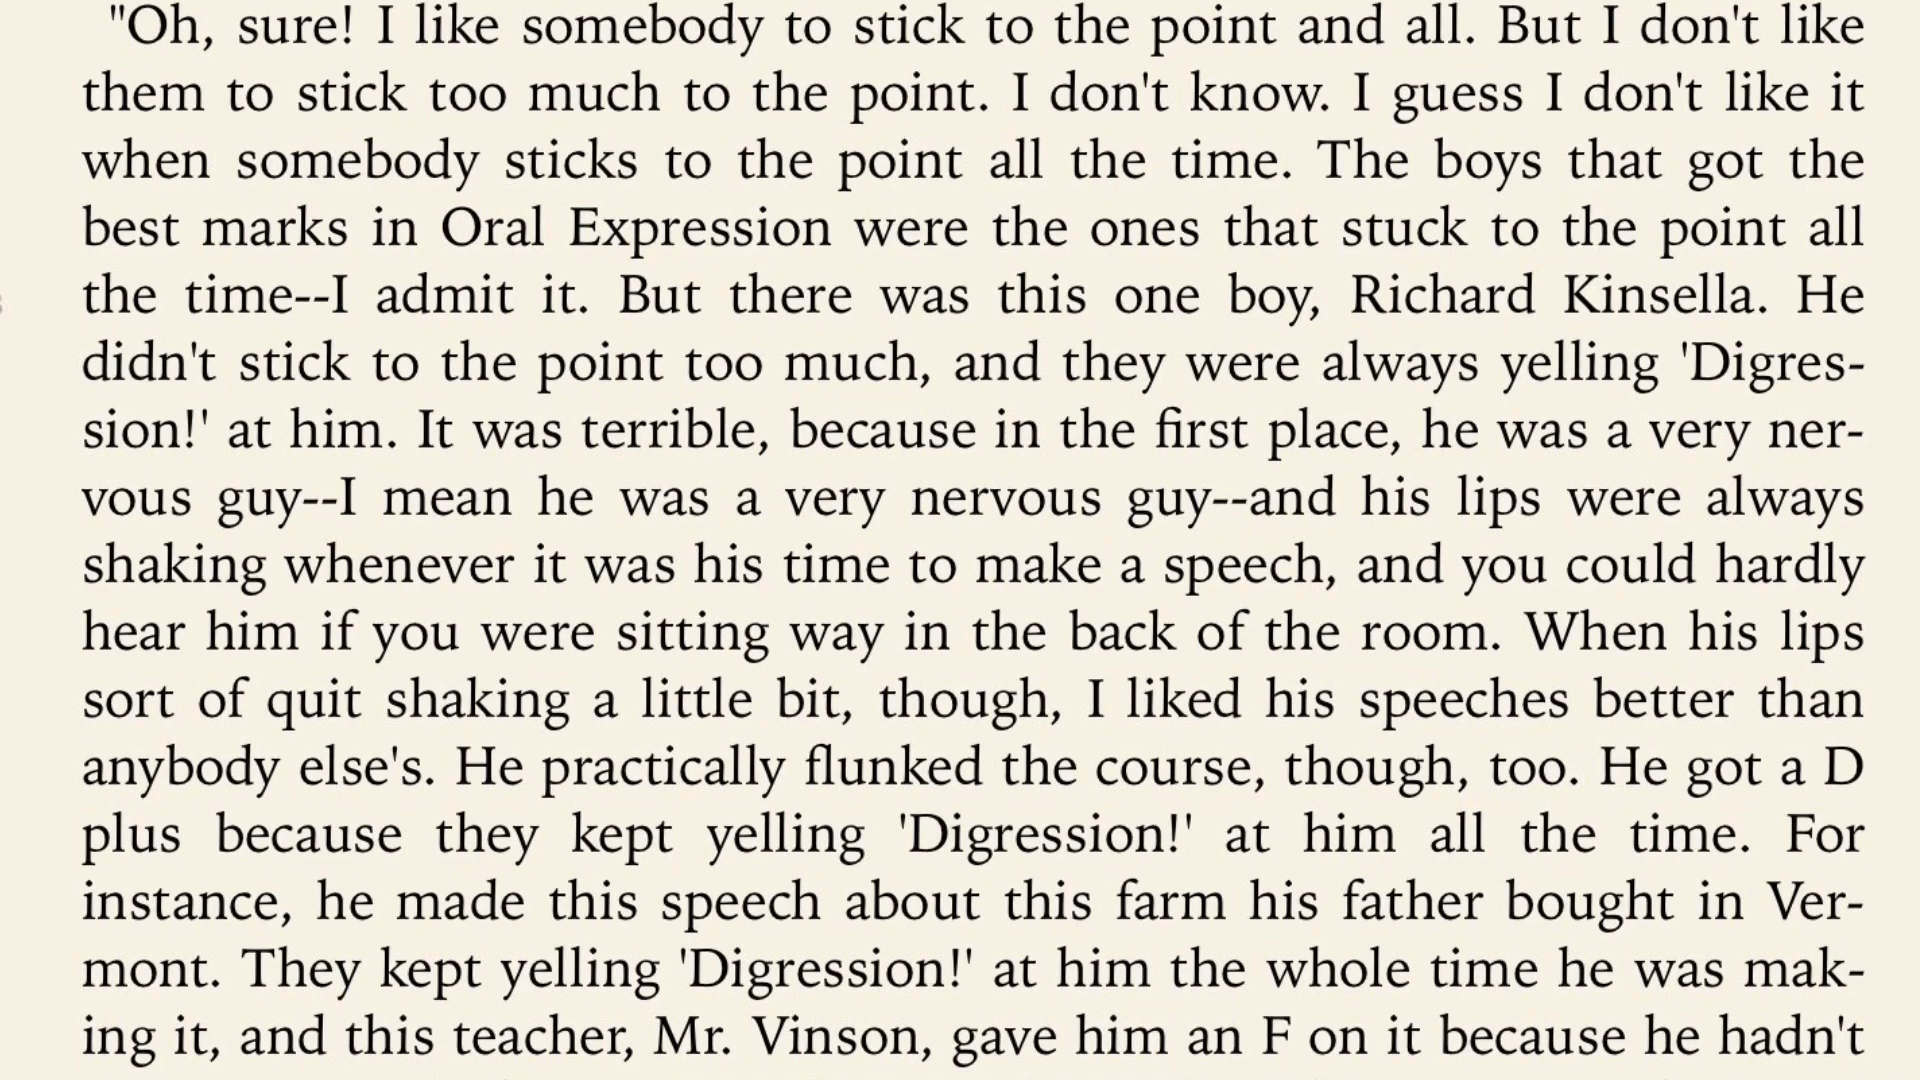 "Oh, sure! I like somebody to stick to the point and all. But I don't like
them to stick too much to the point. I don't know. I guess I don't like it
when somebody sticks to the point all the time. The boys that got the
best marks in Oral Expression were the ones that stuck to the point all
the time--I admit it. But there was this one boy, Richard Kinsella. He
didn't stick to the point too much, and they were always yelling 'Digres-
sion!' at him. It was terrible, because in the first place, he was a very ner-
vous guy--I mean he was a very nervous guy--and his lips were always
shaking whenever it was his time to make a speech, and you could hardly
hear him if you were sitting way in the back of the room. When his lips
sort of quit shaking a little bit, though, I liked his speeches better than
anybody else's. He practically flunked the course, though, too. He got a D
plus because they kept yelling 'Digression!' at him all the time. For
instance, he made this speech about this farm his father bought in Ver-
mont. They kept yelling 'Digression!' at him the whole time he was mak-
ing it, and this teacher, Mr. Vinson, gave him an F on it because he hadn't